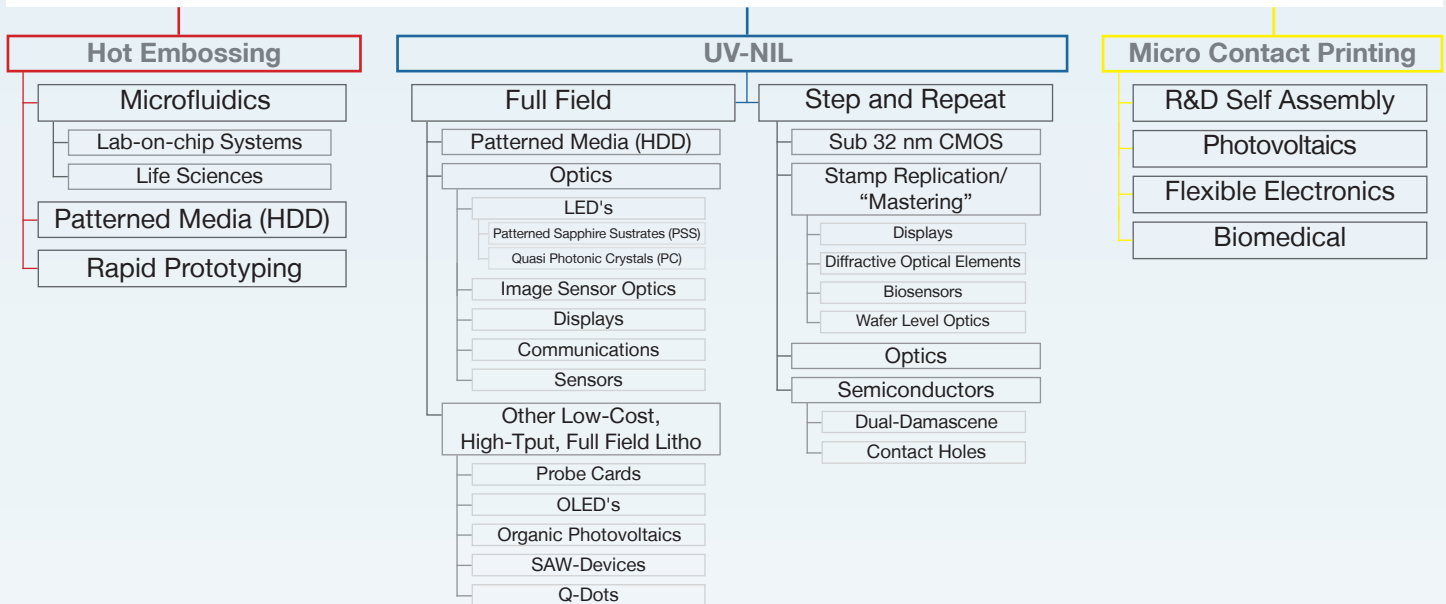 Hot Embossing
Microfluidics
Lab-on-chip Systems
Life Sciences
Patterned Media (HDD)
Rapid Prototyping
UV-NIL
Full Field
Patterned Media (HDD)
Optics
LED's
Patterned Sapphire Sustrates (PSS)
Quasi Photonic Crystals (PC)
Image Sensor Optics
Displays
Communications
Sensors
Other Low-Cost,
High-Tput, Full Field Litho
Probe Cards
OLED's
Organic Photovoltaics
SAW-Devices
Q-Dots
Step and Repeat
Sub 32 nm CMOS
Stamp Replication/
“Mastering”
Displays
Diffractive Optical Elements
Biosensors
Wafer Level Optics
Optics
Semiconductors
Dual-Damascene
Contact Holes
Micro Contact Printing
R&D Self Assembly
Photovoltaics
Flexible Electronics
Biomedical